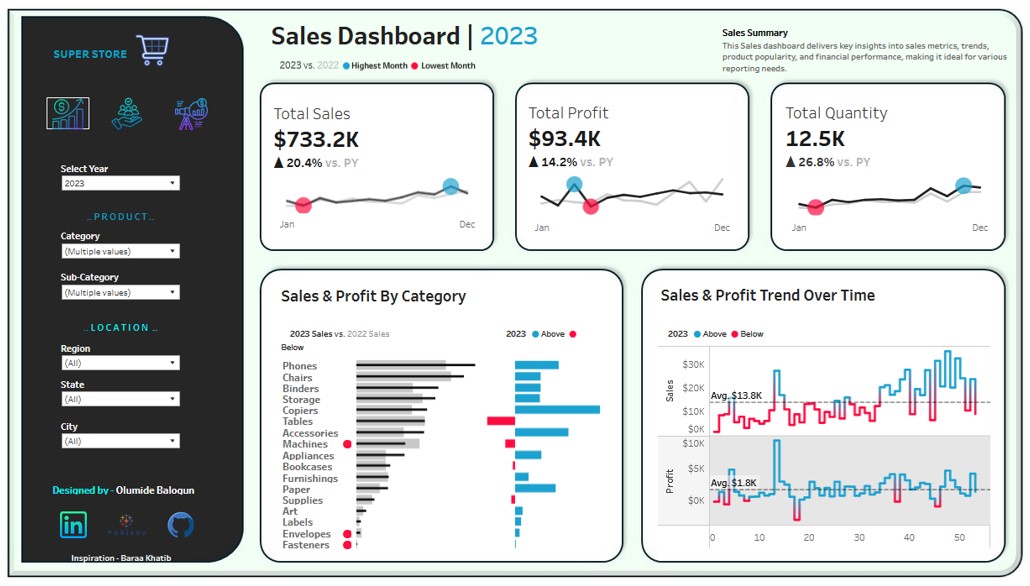 SUPER STORE
Select Year
2023
..PRODUCT..
Category
(Multiple values)
Sub-Category
(Multiple values)
..LOCATION ..
Region
(All)
State
(All)
City
(All)
Designed by - Olumide Balogun
in
Inspiration - Baraa Khatib
Sales Dashboard | 2023
2023 vs. 2022 Highest Month Lowest Month
Sales Summary
This Sales dashboard delivers key insights into sales metrics, trends,
product popularity, and financial performance, making it ideal for various
reporting needs.
Total Sales
$733.2K
▲ 20.4% vs. PY
Jan Dec
Total Profit
$93.4K
▲ 14.2% vs. PY
Jan Dec
Total Quantity
12.5K
▲ 26.8% vs. PY
Jan Dec
Sales & Profit By Category
2023 Sales vs. 2022 Sales
2023 Above
Below
Phones
Chairs
Binders
Storage
Copiers
Tables
Accessories
Machines
Appliances
Bookcases
Furnishings
Paper
Supplies
Art
Labels
Envelopes
Fasteners
Sales & Profit Trend Over Time
2023 Above Below
Sales
$30K
$20K
Avg. $13.8K
$10K
$0K
Profit
$10K
$5K
Avg. $1.8K
$0K
0 10 20 30 40 50